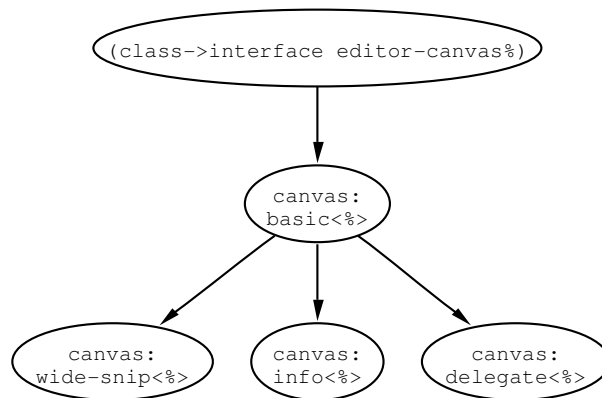 (class->interface editor-canvas%)
canvas:
basic<%>
canvas:
wide-snip<%>
canvas:
info<%>
canvas:
delegate<%>